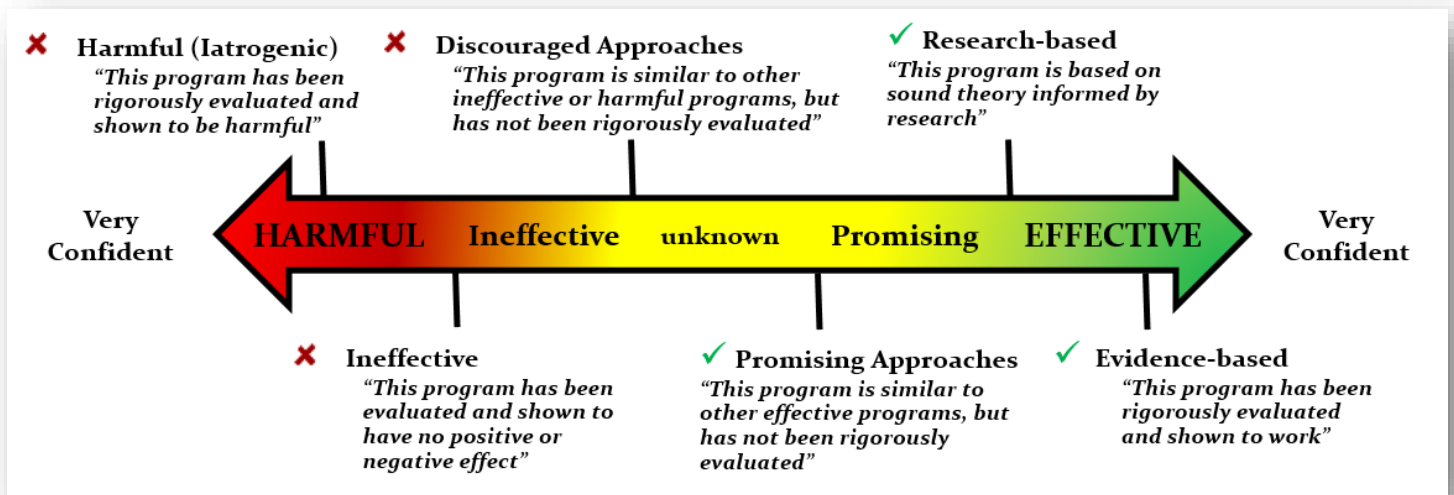 ✘ Harmful (Iatrogenic)
“This program has been
rigorously evaluated and
shown to be harmful”
✘ Discouraged Approaches
“This program is similar to other
ineffective or harmful programs, but
has not been rigorously evaluated”
✓ Research-based
“This program is based on
sound theory informed by
research”
Very
Confident
HARMFUL Ineffective unknown Promising EFFECTIVE
Very
Confident
✘ Ineffective
“This program has been
evaluated and shown to
have no positive or
negative effect”
✓ Promising Approaches
“This program is similar to
other effective programs, but
has not been rigorously
evaluated”
✓ Evidence-based
“This program has been
rigorously evaluated
and shown to work”